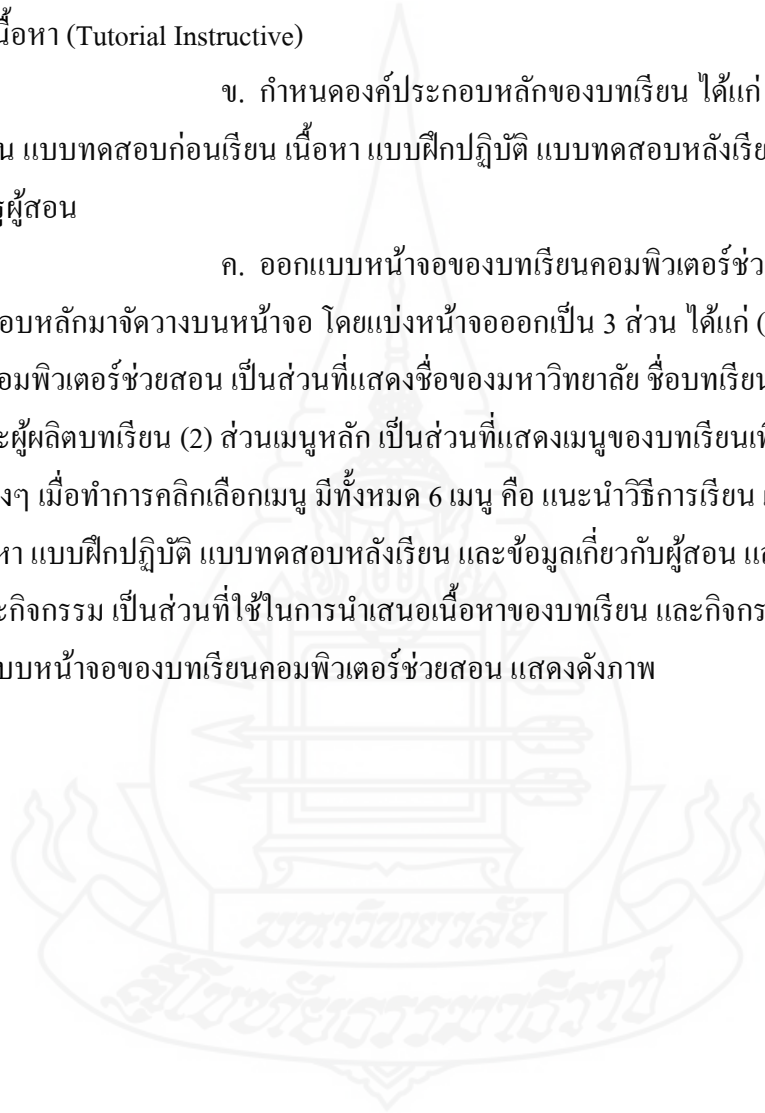 นื้อหา (Tutorial Instructive)
ข. กำหนดองค์ประกอบหลักของบทเรียน ได้แก่
น แบบทดสอบก่อนเรียน เนื้อหา แบบฝึกปฏิบัติ แบบทดสอบหลังเรีย
ผู้สอน
ค. ออกแบบหน้าจอของบทเรียนคอมพิวเตอร์ช่ว
อบหลักมาจัดวางบนหน้าจอ โดยแบ่งหน้าจอออกเป็น 3 ส่วน ได้แก่ (
อมพิวเตอร์ช่วยสอน เป็นส่วนที่แสดงชื่อของมหาวิทยาลัย ชื่อบทเรียน
ะผู้ผลิตบทเรียน (2) ส่วนเมนูหลัก เป็นส่วนที่แสดงเมนูของบทเรียนเพ
งๆ เมื่อทำการคลิกเลือกเมนู มีทั้งหมด 6 เมนู คือ แนะนำวิธีการเรียน
หา แบบฝึกปฏิบัติ แบบทดสอบหลังเรียน และข้อมูลเกี่ยวกับผู้สอน แล
ะกิจกรรม เป็นส่วนที่ใช้ในการนำเสนอเนื้อหาของบทเรียน และกิจกร
บบหน้าจอของบทเรียนคอมพิวเตอร์ช่วยสอน แสดงดังภาพ
มหาวิทยาลัย
สุโขทัยธรรมาธิราช